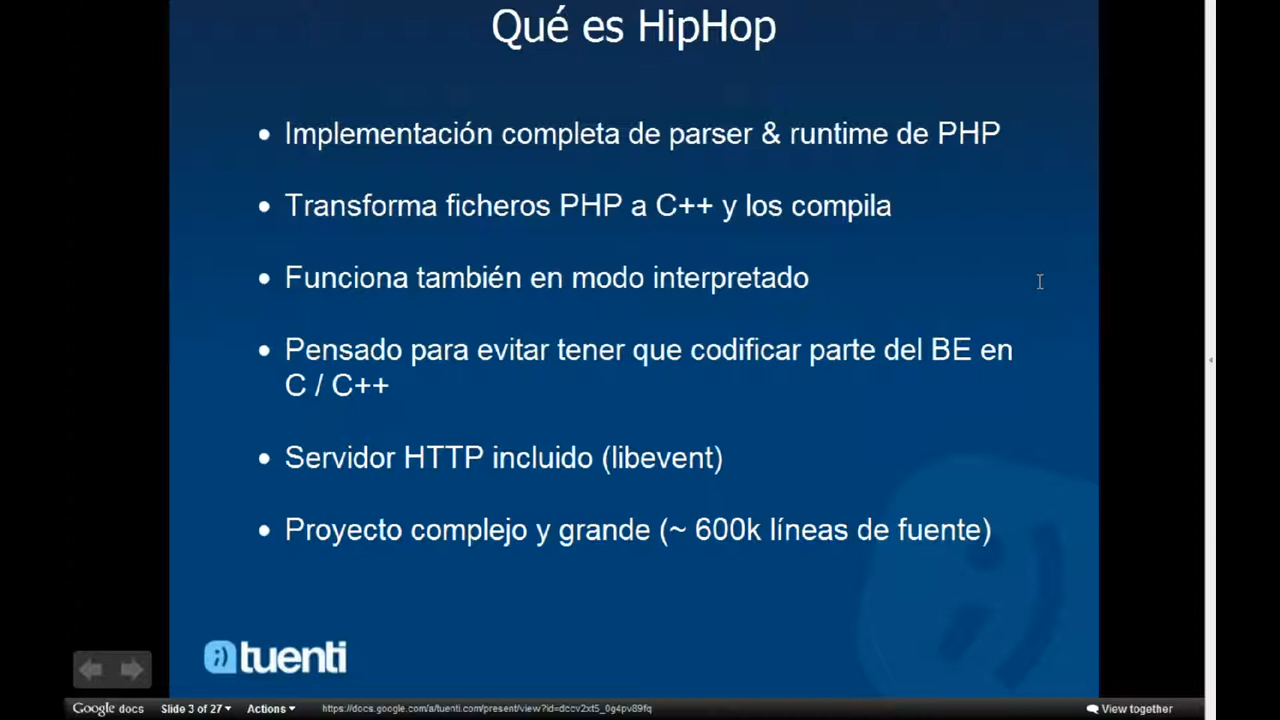 Qué es HipHop
• Implementación completa de parser & runtime de PHP
• Transforma ficheros PHP a C++ y los compila
• Funciona también en modo interpretado
• Pensado para evitar tener que codificar parte del BE en
C / C++
• Servidor HTTP incluido (libevent)
• Proyecto complejo y grande (~ 600k líneas de fuente)
;) tuenti
Google docs Slide 3 of 27 Actions https://docs.google.com/a/tuenti.com/present/view?id=dccv2xt5_0g4pv89fq View together